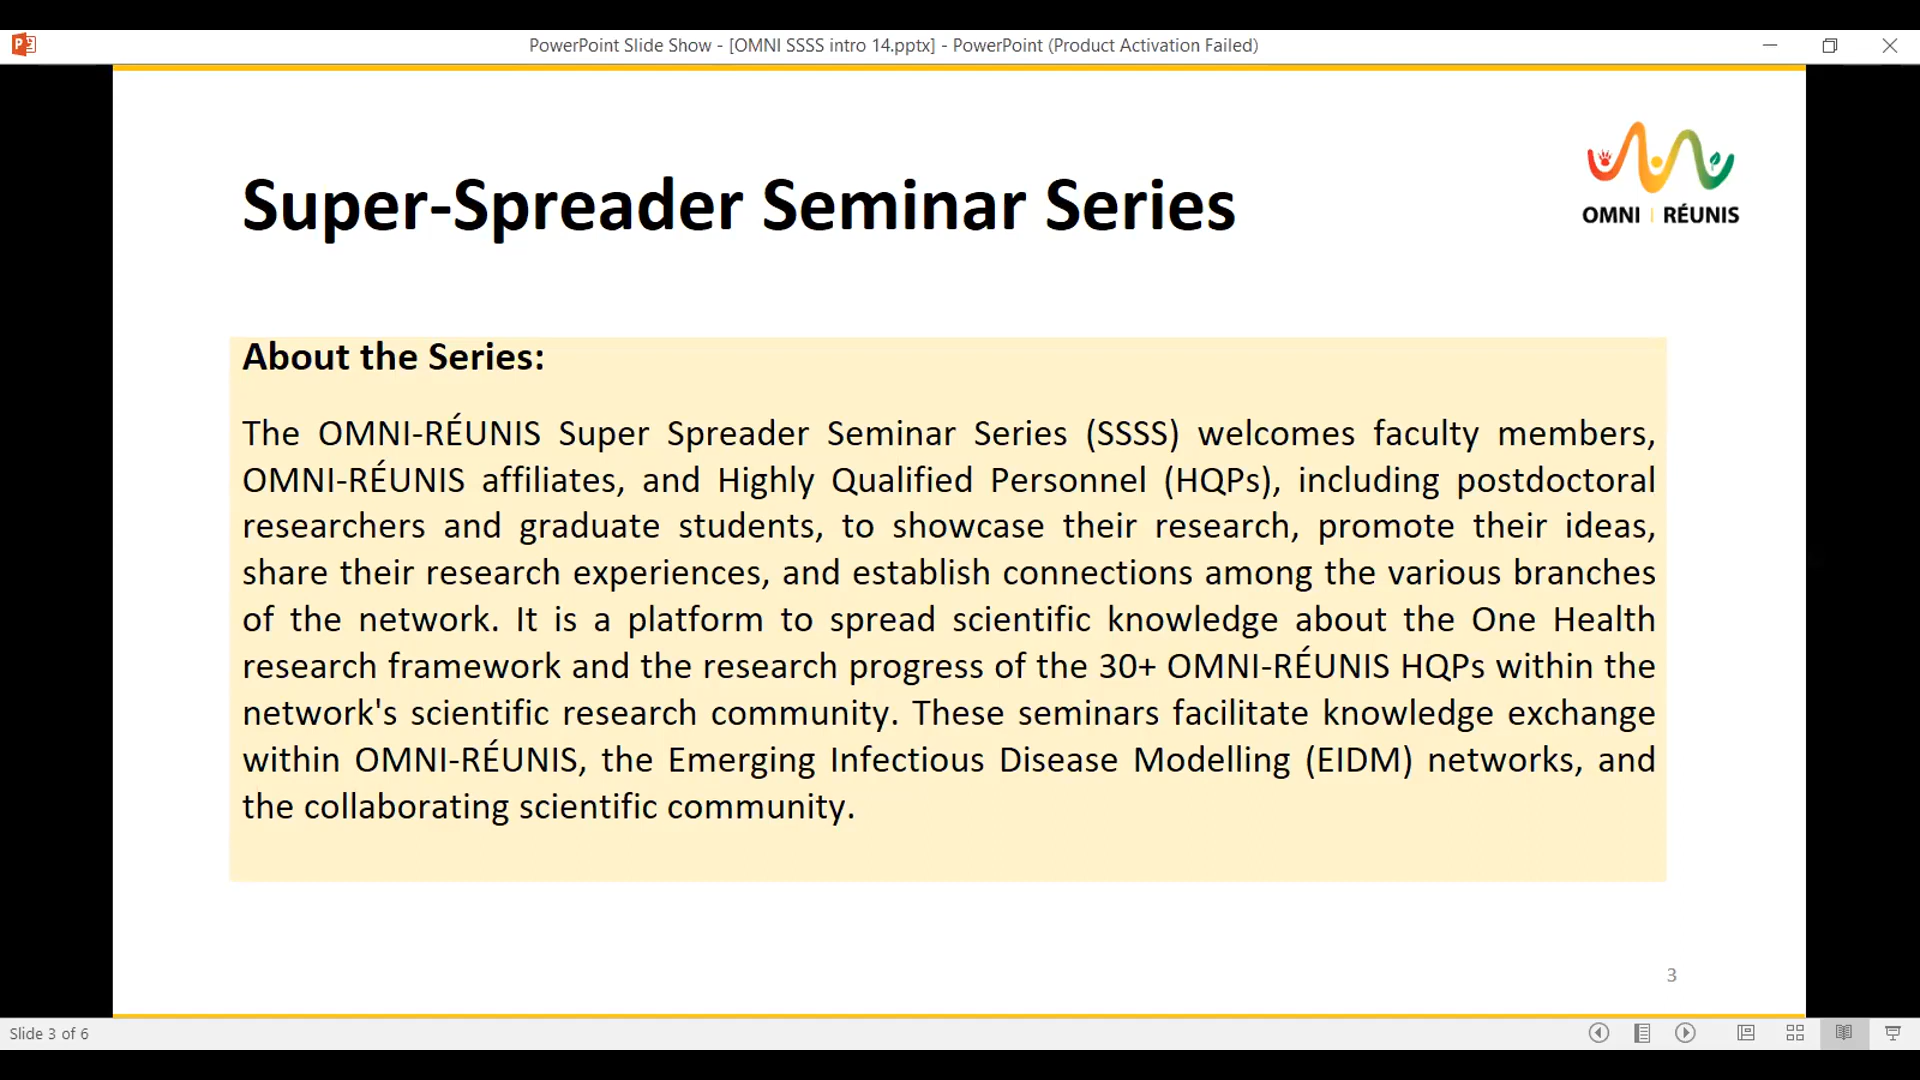 PowerPoint Slide Show - [OMNI SSSS intro 14.pptx] - PowerPoint (Product Activation Failed)
OMNI | RÉUNIS
Super-Spreader Seminar Series
About the Series:
The OMNI-RÉUNIS Super Spreader Seminar Series (SSSS) welcomes faculty members,
OMNI-RÉUNIS affiliates, and Highly Qualified Personnel (HQPs), including postdoctoral
researchers and graduate students, to showcase their research, promote their ideas,
share their research experiences, and establish connections among the various branches
of the network. It is a platform to spread scientific knowledge about the One Health
research framework and the research progress of the 30+ OMNI-RÉUNIS HQPs within the
network's scientific research community. These seminars facilitate knowledge exchange
within OMNI-RÉUNIS, the Emerging Infectious Disease Modelling (EIDM) networks, and
the collaborating scientific community.
3
Slide 3 of 6